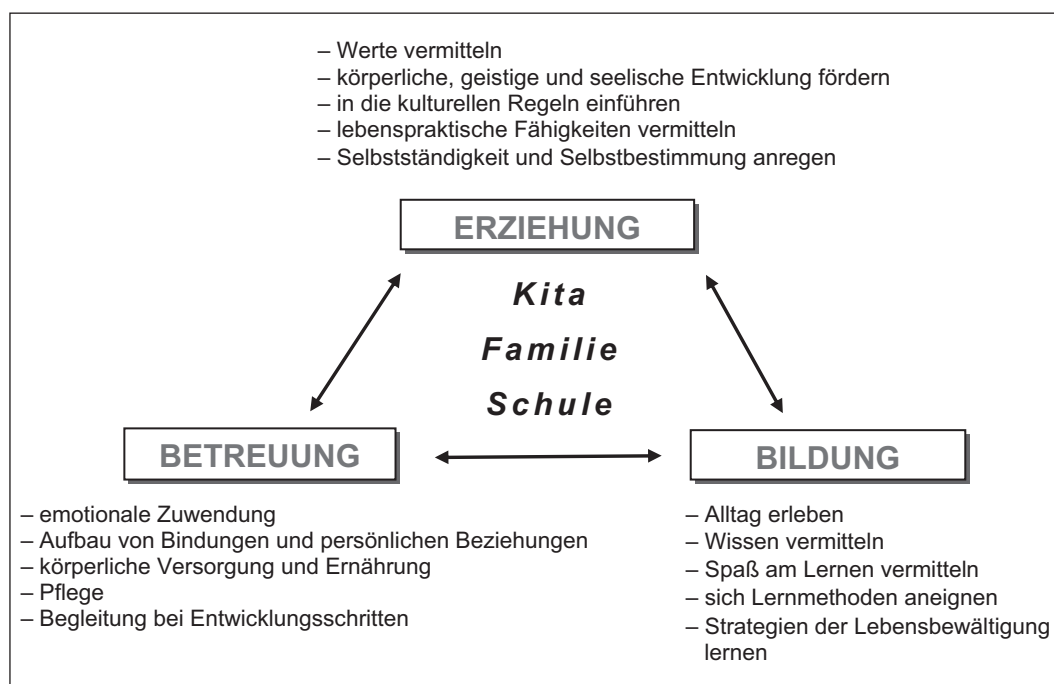 – Werte vermitteln
– körperliche, geistige und seelische Entwicklung fördern
– in die kulturellen Regeln einführen
– lebenspraktische Fähigkeiten vermitteln
– Selbstständigkeit und Selbstbestimmung anregen
ERZIEHUNG
Kita
Familie
Schule
BETREUUNG
– emotionale Zuwendung
– Aufbau von Bindungen und persönlichen Beziehungen
– körperliche Versorgung und Ernährung
– Pflege
– Begleitung bei Entwicklungsschritten
BILDUNG
– Alltag erleben
– Wissen vermitteln
– Spaß am Lernen vermitteln
– sich Lernmethoden aneignen
– Strategien der Lebensbewältigung
lernen